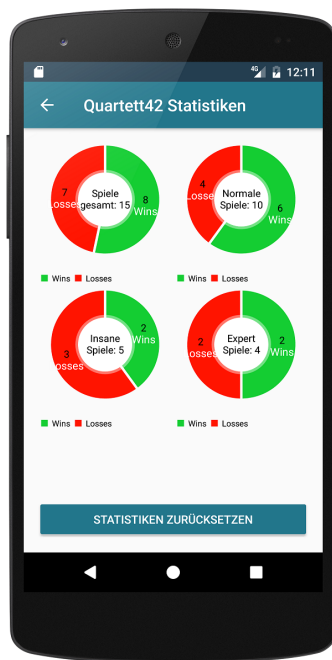 4G 12:11
Quartett42 Statistiken
7 Losses
Spiele gesamt: 15
8 Wins
4 Losses
Normale Spiele: 10
6 Wins
Wins Losses
Wins Losses
3 Losses
Insane Spiele: 5
2 Wins
2 Losses
Expert Spiele: 4
2 Wins
Wins Losses
Wins Losses
STATISTIKEN ZURÜCKSETZEN